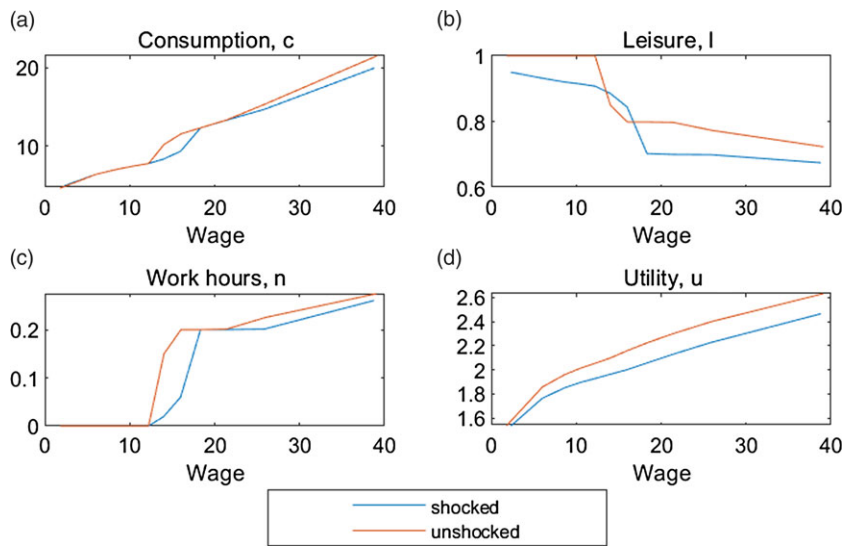 (a)
Consumption, c
20
10
0 10 20 30 40
Wage
(b)
Leisure, l
1
0.8
0.6
0 10 20 30 40
Wage
(c)
Work hours, n
0.2
0.1
0
0 10 20 30 40
Wage
(d)
Utility, u
2.6
2.4
2.2
2
1.8
1.6
0 10 20 30 40
Wage
shocked
unshocked